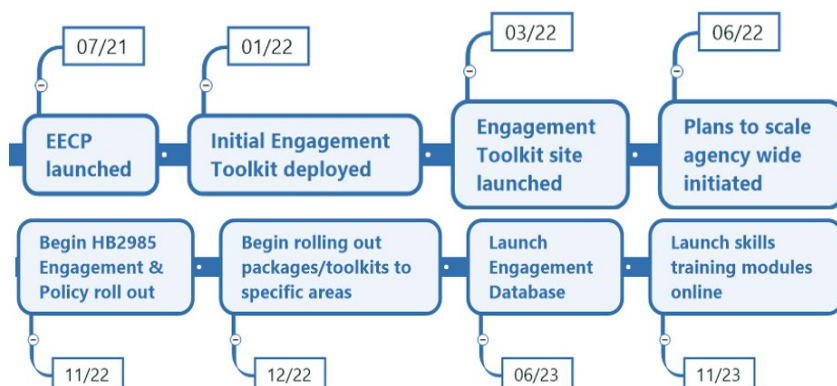 07/21
01/22
03/22
06/22
EECP
launched
Initial Engagement
Toolkit deployed
Engagement
Toolkit site
launched
Plans to scale
agency wide
initiated
Begin HB2985
Engagement &
Policy roll out
Begin rolling out
packages/toolkits to
specific areas
Launch
Engagement
Database
Launch skills
training modules
online
11/22
12/22
06/23
11/23